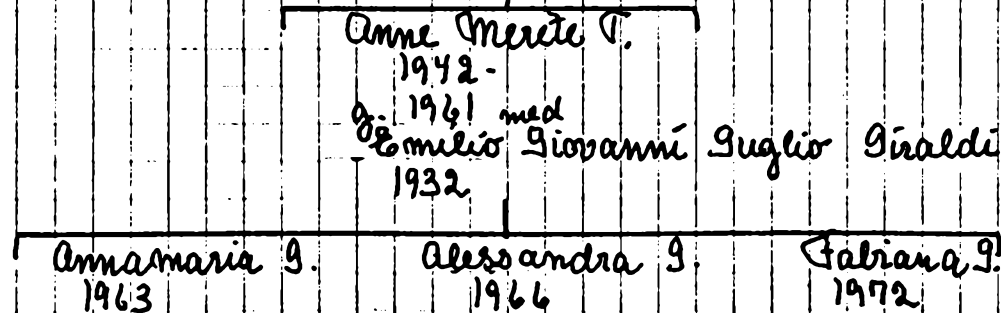 Anne Merete T.
1942-
g. 1961 med
Emilio Giovanni Guglio Giraldi
1932
Annamaria G. Alessandra G. Fabiana G.
1963 1966 1972